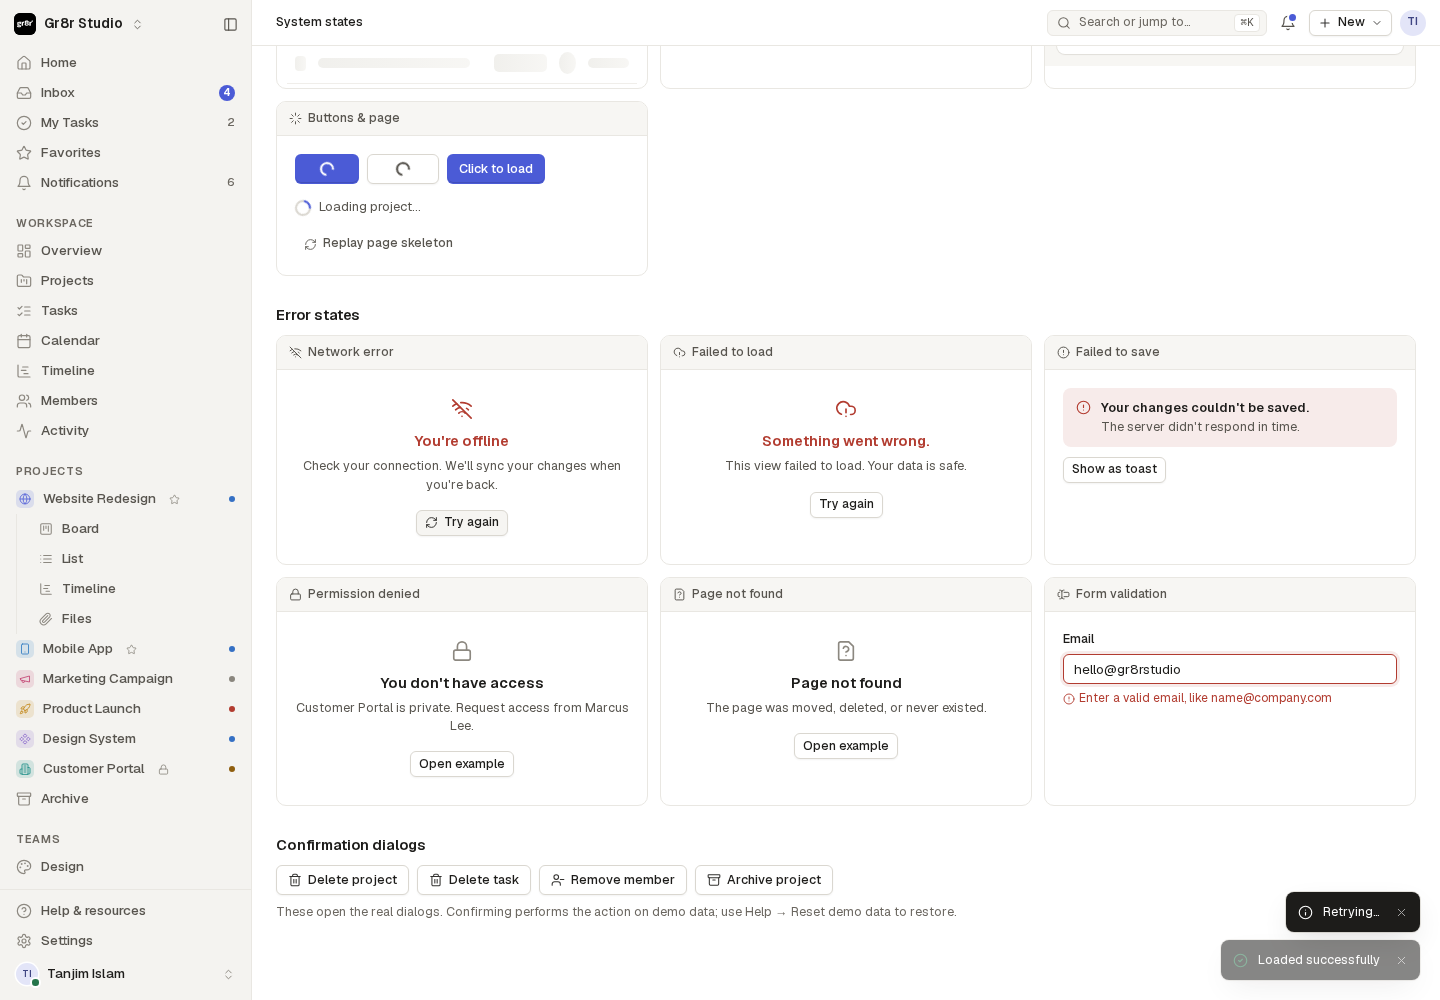 gr8r
Gr8r Studio
Home
Inbox
4
My Tasks
2
Favorites
Notifications
6
WORKSPACE
Overview
Projects
Tasks
Calendar
Timeline
Members
Activity
PROJECTS
Website Redesign
Board
List
Timeline
Files
Mobile App
Marketing Campaign
Product Launch
Design System
Customer Portal
Archive
TEAMS
Design
Help & resources
Settings
TI
Tanjim Islam
System states
Search or jump to...
⌘K
New
TI
Buttons & page
Click to load
Loading project...
Replay page skeleton
Error states
Network error
You're offline
Check your connection. We'll sync your changes when
you're back.
Try again
Failed to load
Something went wrong.
This view failed to load. Your data is safe.
Try again
Failed to save
Your changes couldn't be saved.
The server didn't respond in time.
Show as toast
Permission denied
You don't have access
Customer Portal is private. Request access from Marcus
Lee.
Open example
Page not found
Page not found
The page was moved, deleted, or never existed.
Open example
Form validation
Email
hello@gr8rstudio
Enter a valid email, like name@company.com
Confirmation dialogs
Delete project
Delete task
Remove member
Archive project
These open the real dialogs. Confirming performs the action on demo data; use Help → Reset demo data to restore.
Retrying...
Loaded successfully